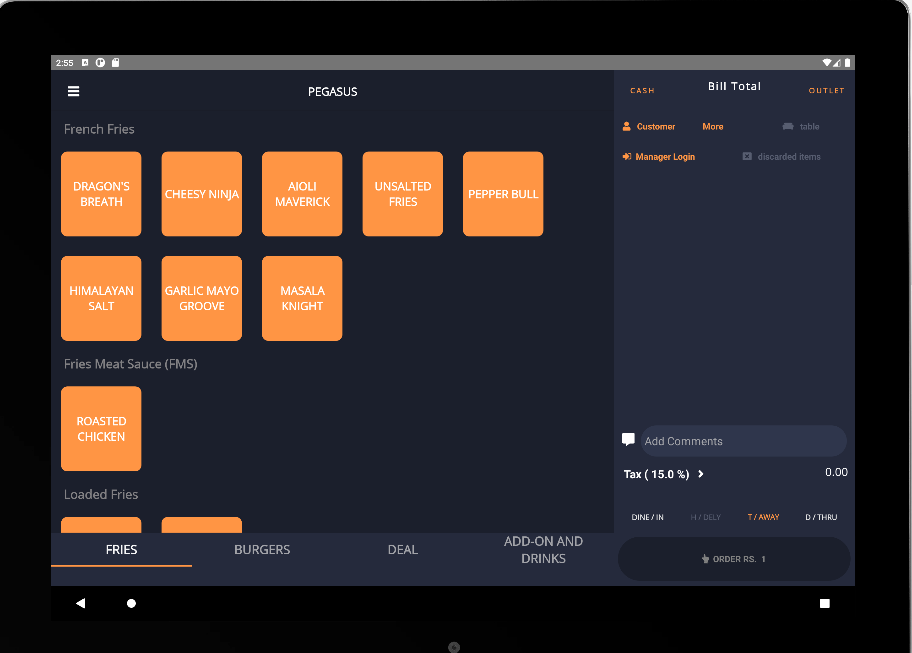 2:55
PEGASUS
CASH
Bill Total
OUTLET
French Fries
Customer
More
table
Manager Login
discarded items
DRAGON'S
BREATH
CHEESY NINJA
AIOLI
MAVERICK
UNSALTED
FRIES
PEPPER BULL
HIMALAYAN
SALT
GARLIC MAYO
GROOVE
MASALA
KNIGHT
Fries Meat Sauce (FMS)
ROASTED
CHICKEN
Loaded Fries
Add Comments
Tax ( 15.0 %)
0.00
DINE / IN
H / DELY
T / AWAY
D / THRU
ORDER RS. 1
FRIES
BURGERS
DEAL
ADD-ON AND
DRINKS